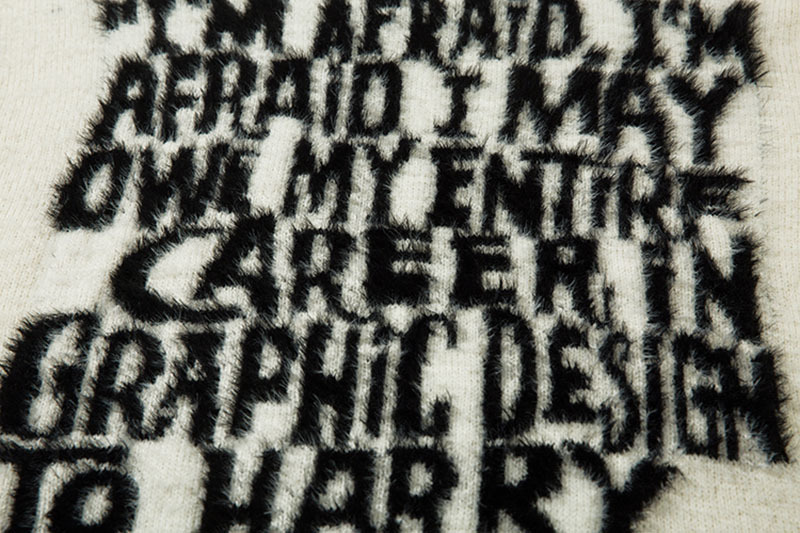 "I'M AFRAiD, I'M
AFRAiD I MAY
OWE MY ENTiRE
CAREER IN
GRAPHiC DESIGN
TO HARRY